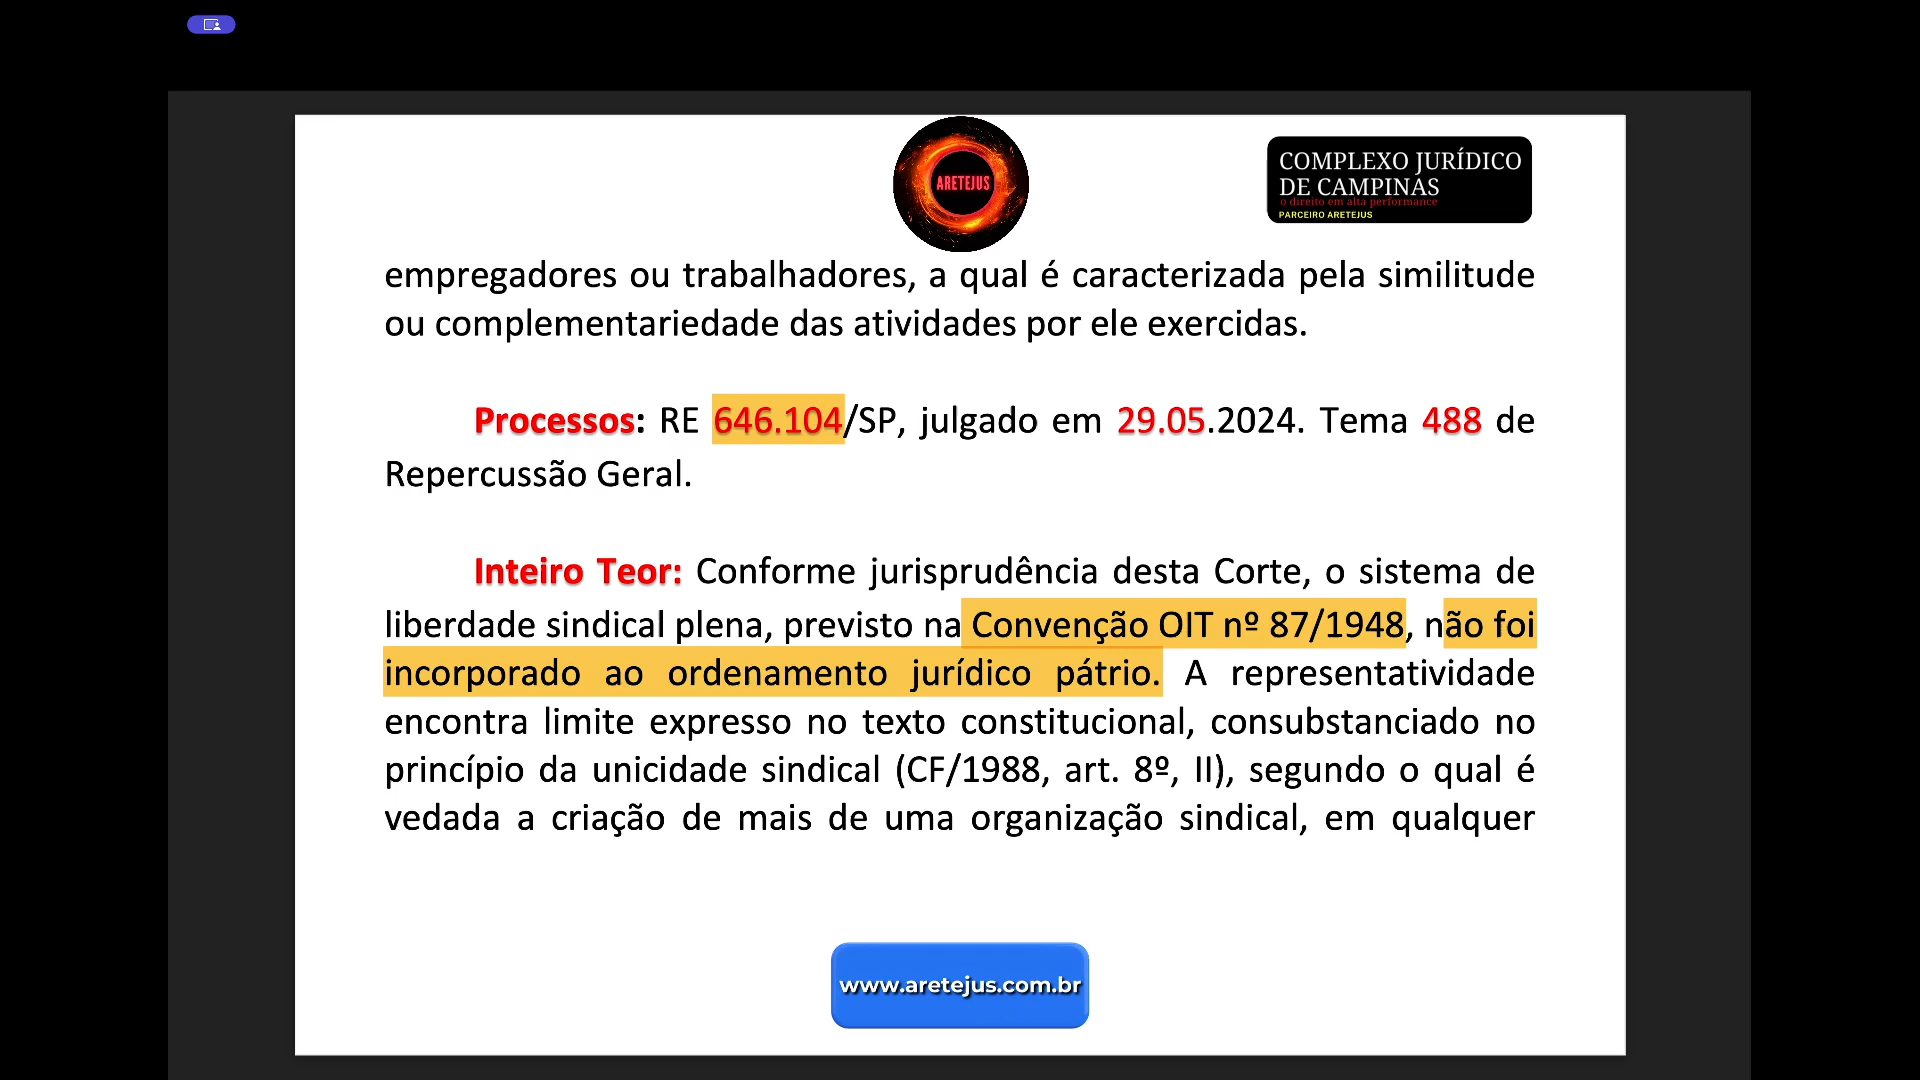 ARETEJUS
COMPLEXO JURÍDICO
DE CAMPINAS
o direito em alta performance
PARCEIRO ARETEJUS
empregadores ou trabalhadores, a qual é caracterizada pela similitude
ou complementariedade das atividades por ele exercidas.
Processos: RE 646.104/SP, julgado em 29.05.2024. Tema 488 de
Repercussão Geral.
Inteiro Teor: Conforme jurisprudência desta Corte, o sistema de
liberdade sindical plena, previsto na Convenção OIT nº 87/1948, não foi
incorporado ao ordenamento jurídico pátrio. A representatividade
encontra limite expresso no texto constitucional, consubstanciado no
princípio da unicidade sindical (CF/1988, art. 8º, II), segundo o qual é
vedada a criação de mais de uma organização sindical, em qualquer
www.aretejus.com.br